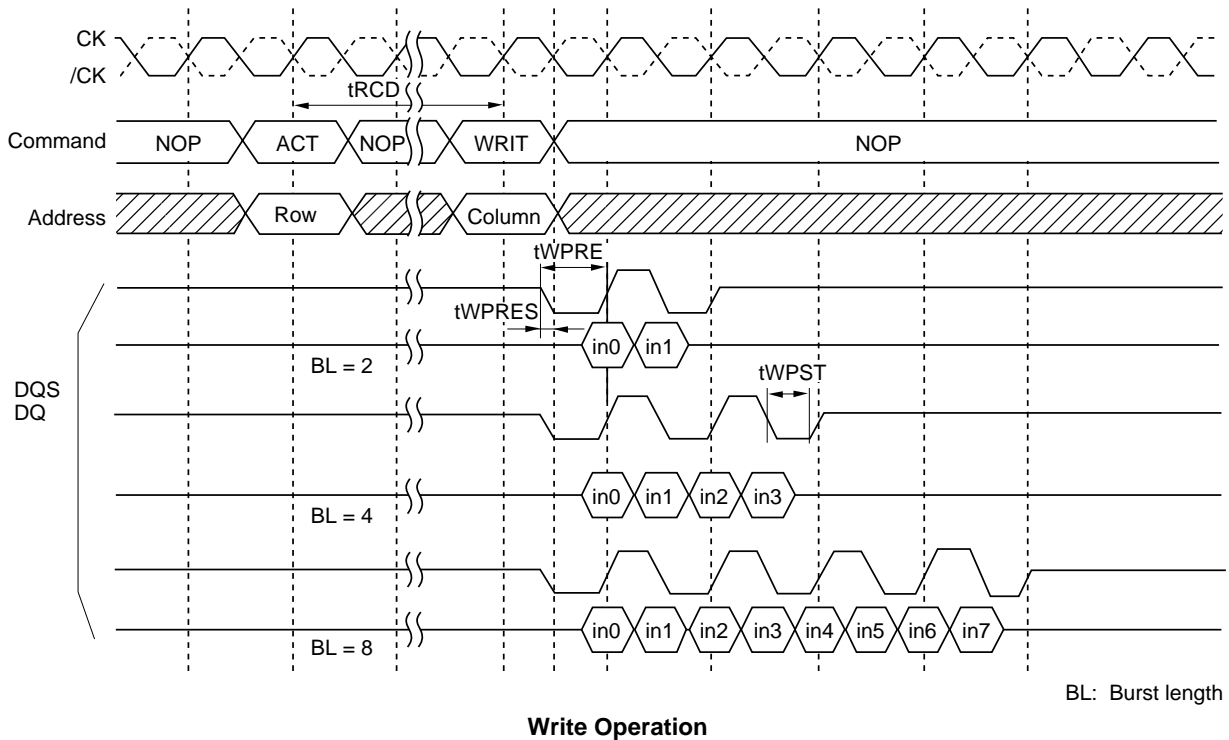 CK
/CK
tRCD
Command NOP ACT NOP WRIT NOP
Address Row Column
tWPRE
tWPRES
in0 in1
BL = 2
tWPST
DQS
DQ
in0 in1 in2 in3
BL = 4
in0 in1 in2 in3 in4 in5 in6 in7
BL = 8
BL: Burst length
Write Operation